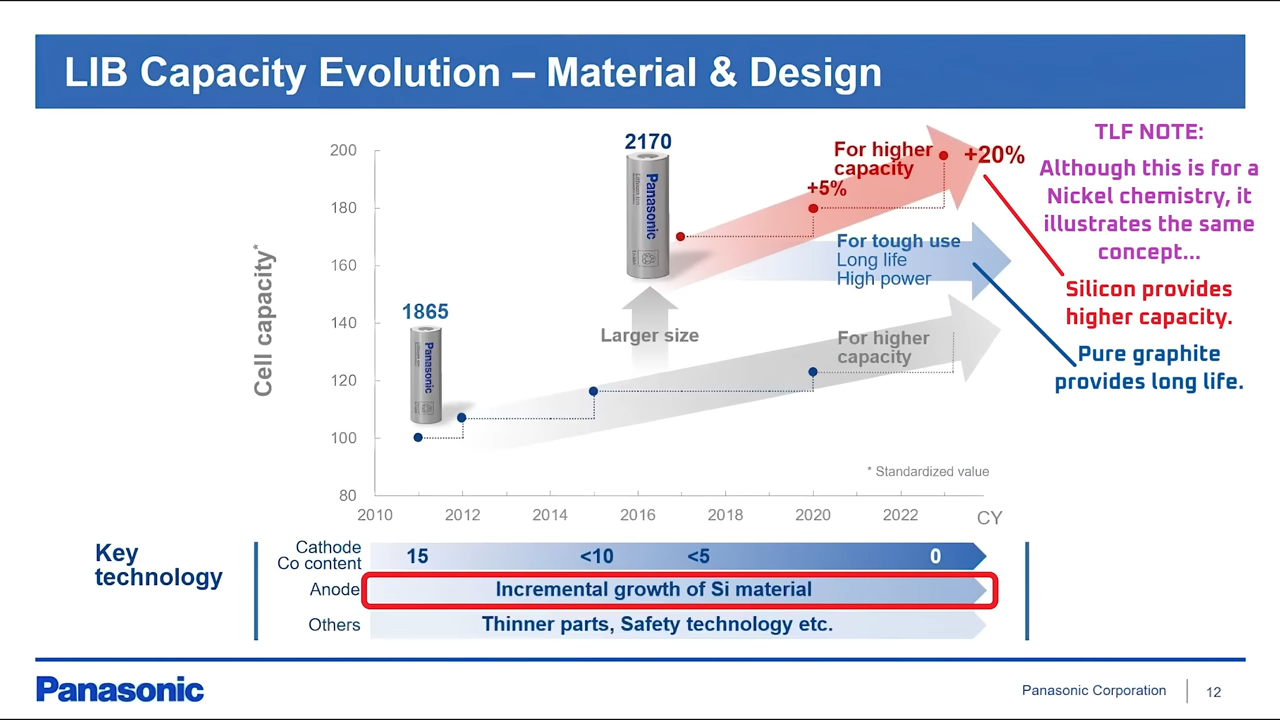 LIB Capacity Evolution – Material & Design
TLF NOTE:
Although this is for a
Nickel chemistry, it
illustrates the same
concept...
Silicon provides
higher capacity.
Pure graphite
provides long life.
Cell capacity*
200
180
160
140
120
100
80
2010
2012
2014
2016
2018
2020
2022
CY
1865
Panasonic
2170
Panasonic
Larger size
For higher
capacity
+5%
+20%
For tough use
Long life
High power
For higher
capacity
* Standardized value
Key
technology
Cathode
Co content
15
<10
<5
0
Anode
Incremental growth of Si material
Others
Thinner parts, Safety technology etc.
Panasonic
Panasonic Corporation
12